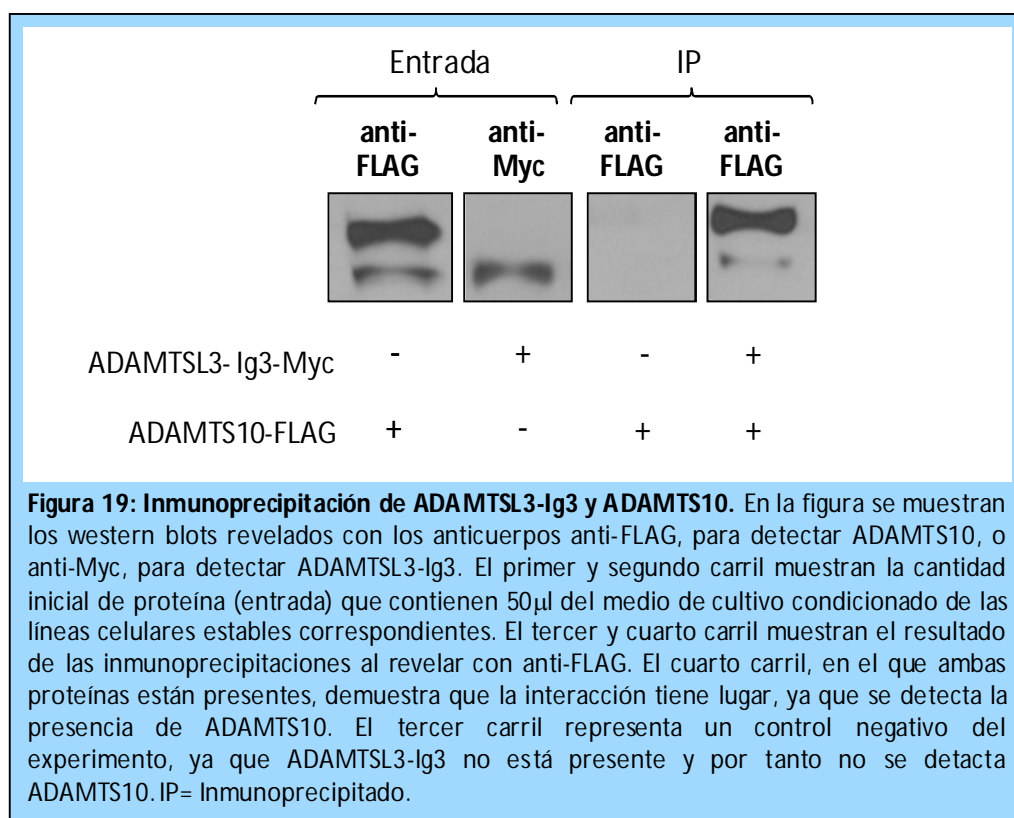 Entrada IP
anti-FLAG anti-Myc anti-FLAG anti-FLAG
ADAMTSL3- Ig3-Myc - + - +
ADAMTS10-FLAG + - + +
Figura 19: Inmunoprecipitación de ADAMTSL3-Ig3 y ADAMTS10. En la figura se muestran
los western blots revelados con los anticuerpos anti-FLAG, para detectar ADAMTS10, o
anti-Myc, para detectar ADAMTSL3-Ig3. El primer y segundo carril muestran la cantidad
inicial de proteína (entrada) que contienen 50μl del medio de cultivo condicionado de las
líneas celulares estables correspondientes. El tercer y cuarto carril muestran el resultado
de las inmunoprecipitaciones al revelar con anti-FLAG. El cuarto carril, en el que ambas
proteínas están presentes, demuestra que la interacción tiene lugar, ya que se detecta la
presencia de ADAMTS10. El tercer carril representa un control negativo del
experimento, ya que ADAMTSL3-Ig3 no está presente y por tanto no se detacta
ADAMTS10. IP= Inmunoprecipitado.